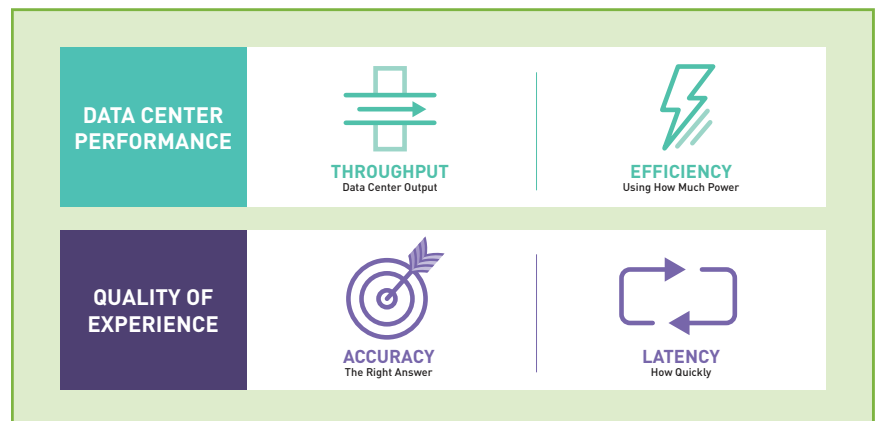 DATA CENTER
PERFORMANCE
THROUGHPUT
Data Center Output
EFFICIENCY
Using How Much Power
QUALITY OF
EXPERIENCE
ACCURACY
The Right Answer
LATENCY
How Quickly